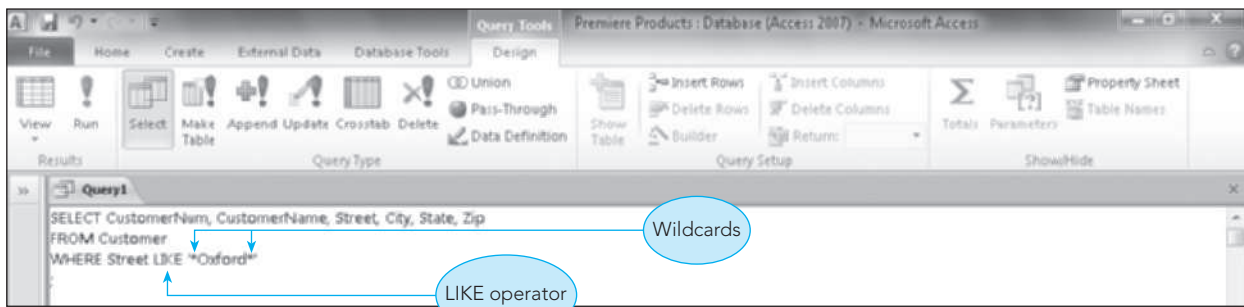 A
Query Tools
Premiere Products : Database (Access 2007) - Microsoft Access
File Home Create External Data Database Tools Design
View
Run
Select
Make Table
Append
Update
Crosstab
Delete
Union
Pass-Through
Data Definition
Show Table
Insert Rows
Delete Rows
Builder
Insert Columns
Delete Columns
Return:
Totals
Parameters
Property Sheet
Table Names
Results
Query Type
Query Setup
Show/Hide
Query1
SELECT CustomerNum, CustomerName, Street, City, State, Zip
FROM Customer
WHERE Street LIKE '*Oxford*'
;
Wildcards
LIKE operator